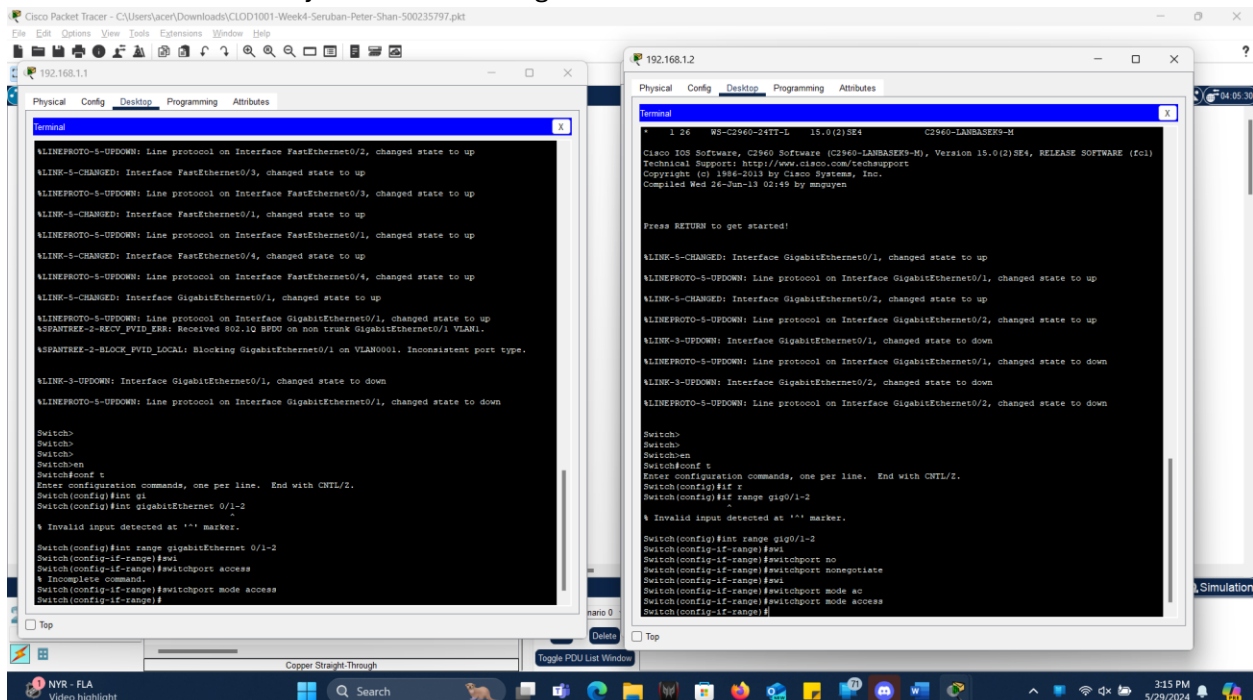 Cisco Packet Tracer - C:\Users\acer\Downloads\CLOD1001-Week4-Seruban-Peter-Shan-500235797.pkt
File Edit Options View Tools Extensions Window Help
192.168.1.1
Physical Config Desktop Programming Attributes
Terminal
X
%LINEPROTO-5-UPDOWN: Line protocol on Interface FastEthernet0/2, changed state to up
%LINK-5-CHANGED: Interface FastEthernet0/3, changed state to up
%LINEPROTO-5-UPDOWN: Line protocol on Interface FastEthernet0/3, changed state to up
%LINK-5-CHANGED: Interface FastEthernet0/1, changed state to up
%LINEPROTO-5-UPDOWN: Line protocol on Interface FastEthernet0/1, changed state to up
%LINK-5-CHANGED: Interface FastEthernet0/4, changed state to up
%LINEPROTO-5-UPDOWN: Line protocol on Interface FastEthernet0/4, changed state to up
%LINK-5-CHANGED: Interface GigabitEthernet0/1, changed state to up
%LINEPROTO-5-UPDOWN: Line protocol on Interface GigabitEthernet0/1, changed state to up
%SPANTREE-2-RECV_PVID_ERR: Received 802.1Q BPDU on non trunk GigabitEthernet0/1 VLAN1.
%SPANTREE-2-BLOCK_PVID_LOCAL: Blocking GigabitEthernet0/1 on VLAN0001. Inconsistent port type.
%LINK-3-UPDOWN: Interface GigabitEthernet0/1, changed state to down
%LINEPROTO-5-UPDOWN: Line protocol on Interface GigabitEthernet0/1, changed state to down
Switch>
Switch>
Switch>
Switch>en
Switch#conf t
Enter configuration commands, one per line. End with CNTL/Z.
Switch(config)#int gi
Switch(config)#int gigabitEthernet 0/1-2
^
% Invalid input detected at '^' marker.
Switch(config)#int range gigabitEthernet 0/1-2
Switch(config-if-range)#swi
Switch(config-if-range)#switchport access
% Incomplete command.
Switch(config-if-range)#switchport mode access
Switch(config-if-range)#
Top
192.168.1.2
Physical Config Desktop Programming Attributes
Terminal
X
* 1 26 WS-C2960-24TT-L 15.0(2)SE4 C2960-LANBASEK9-M
Cisco IOS Software, C2960 Software (C2960-LANBASEK9-M), Version 15.0(2)SE4, RELEASE SOFTWARE (fc1)
Technical Support: http://www.cisco.com/techsupport
Copyright (c) 1986-2013 by Cisco Systems, Inc.
Compiled Wed 26-Jun-13 02:49 by mnguyen
Press RETURN to get started!
%LINK-5-CHANGED: Interface GigabitEthernet0/1, changed state to up
%LINEPROTO-5-UPDOWN: Line protocol on Interface GigabitEthernet0/1, changed state to up
%LINK-5-CHANGED: Interface GigabitEthernet0/2, changed state to up
%LINEPROTO-5-UPDOWN: Line protocol on Interface GigabitEthernet0/2, changed state to up
%LINK-3-UPDOWN: Interface GigabitEthernet0/1, changed state to down
%LINEPROTO-5-UPDOWN: Line protocol on Interface GigabitEthernet0/1, changed state to down
%LINK-3-UPDOWN: Interface GigabitEthernet0/2, changed state to down
%LINEPROTO-5-UPDOWN: Line protocol on Interface GigabitEthernet0/2, changed state to down
Switch>
Switch>
Switch>en
Switch#conf t
Enter configuration commands, one per line. End with CNTL/Z.
Switch(config)#if r
Switch(config)#if range gig0/1-2
^
% Invalid input detected at '^' marker.
Switch(config)#int range gig0/1-2
Switch(config-if-range)#swi
Switch(config-if-range)#switchport no
Switch(config-if-range)#switchport nonegotiate
Switch(config-if-range)#swi
Switch(config-if-range)#switchport mode ac
Switch(config-if-range)#switchport mode access
Switch(config-if-range)#
Top
?
04:05:30
Simulation
nario 0
Delete
Toggle PDU List Window
Copper Straight-Through
1
NYR - FLA
Video highlight
Search
71
3:15 PM
5/29/2024